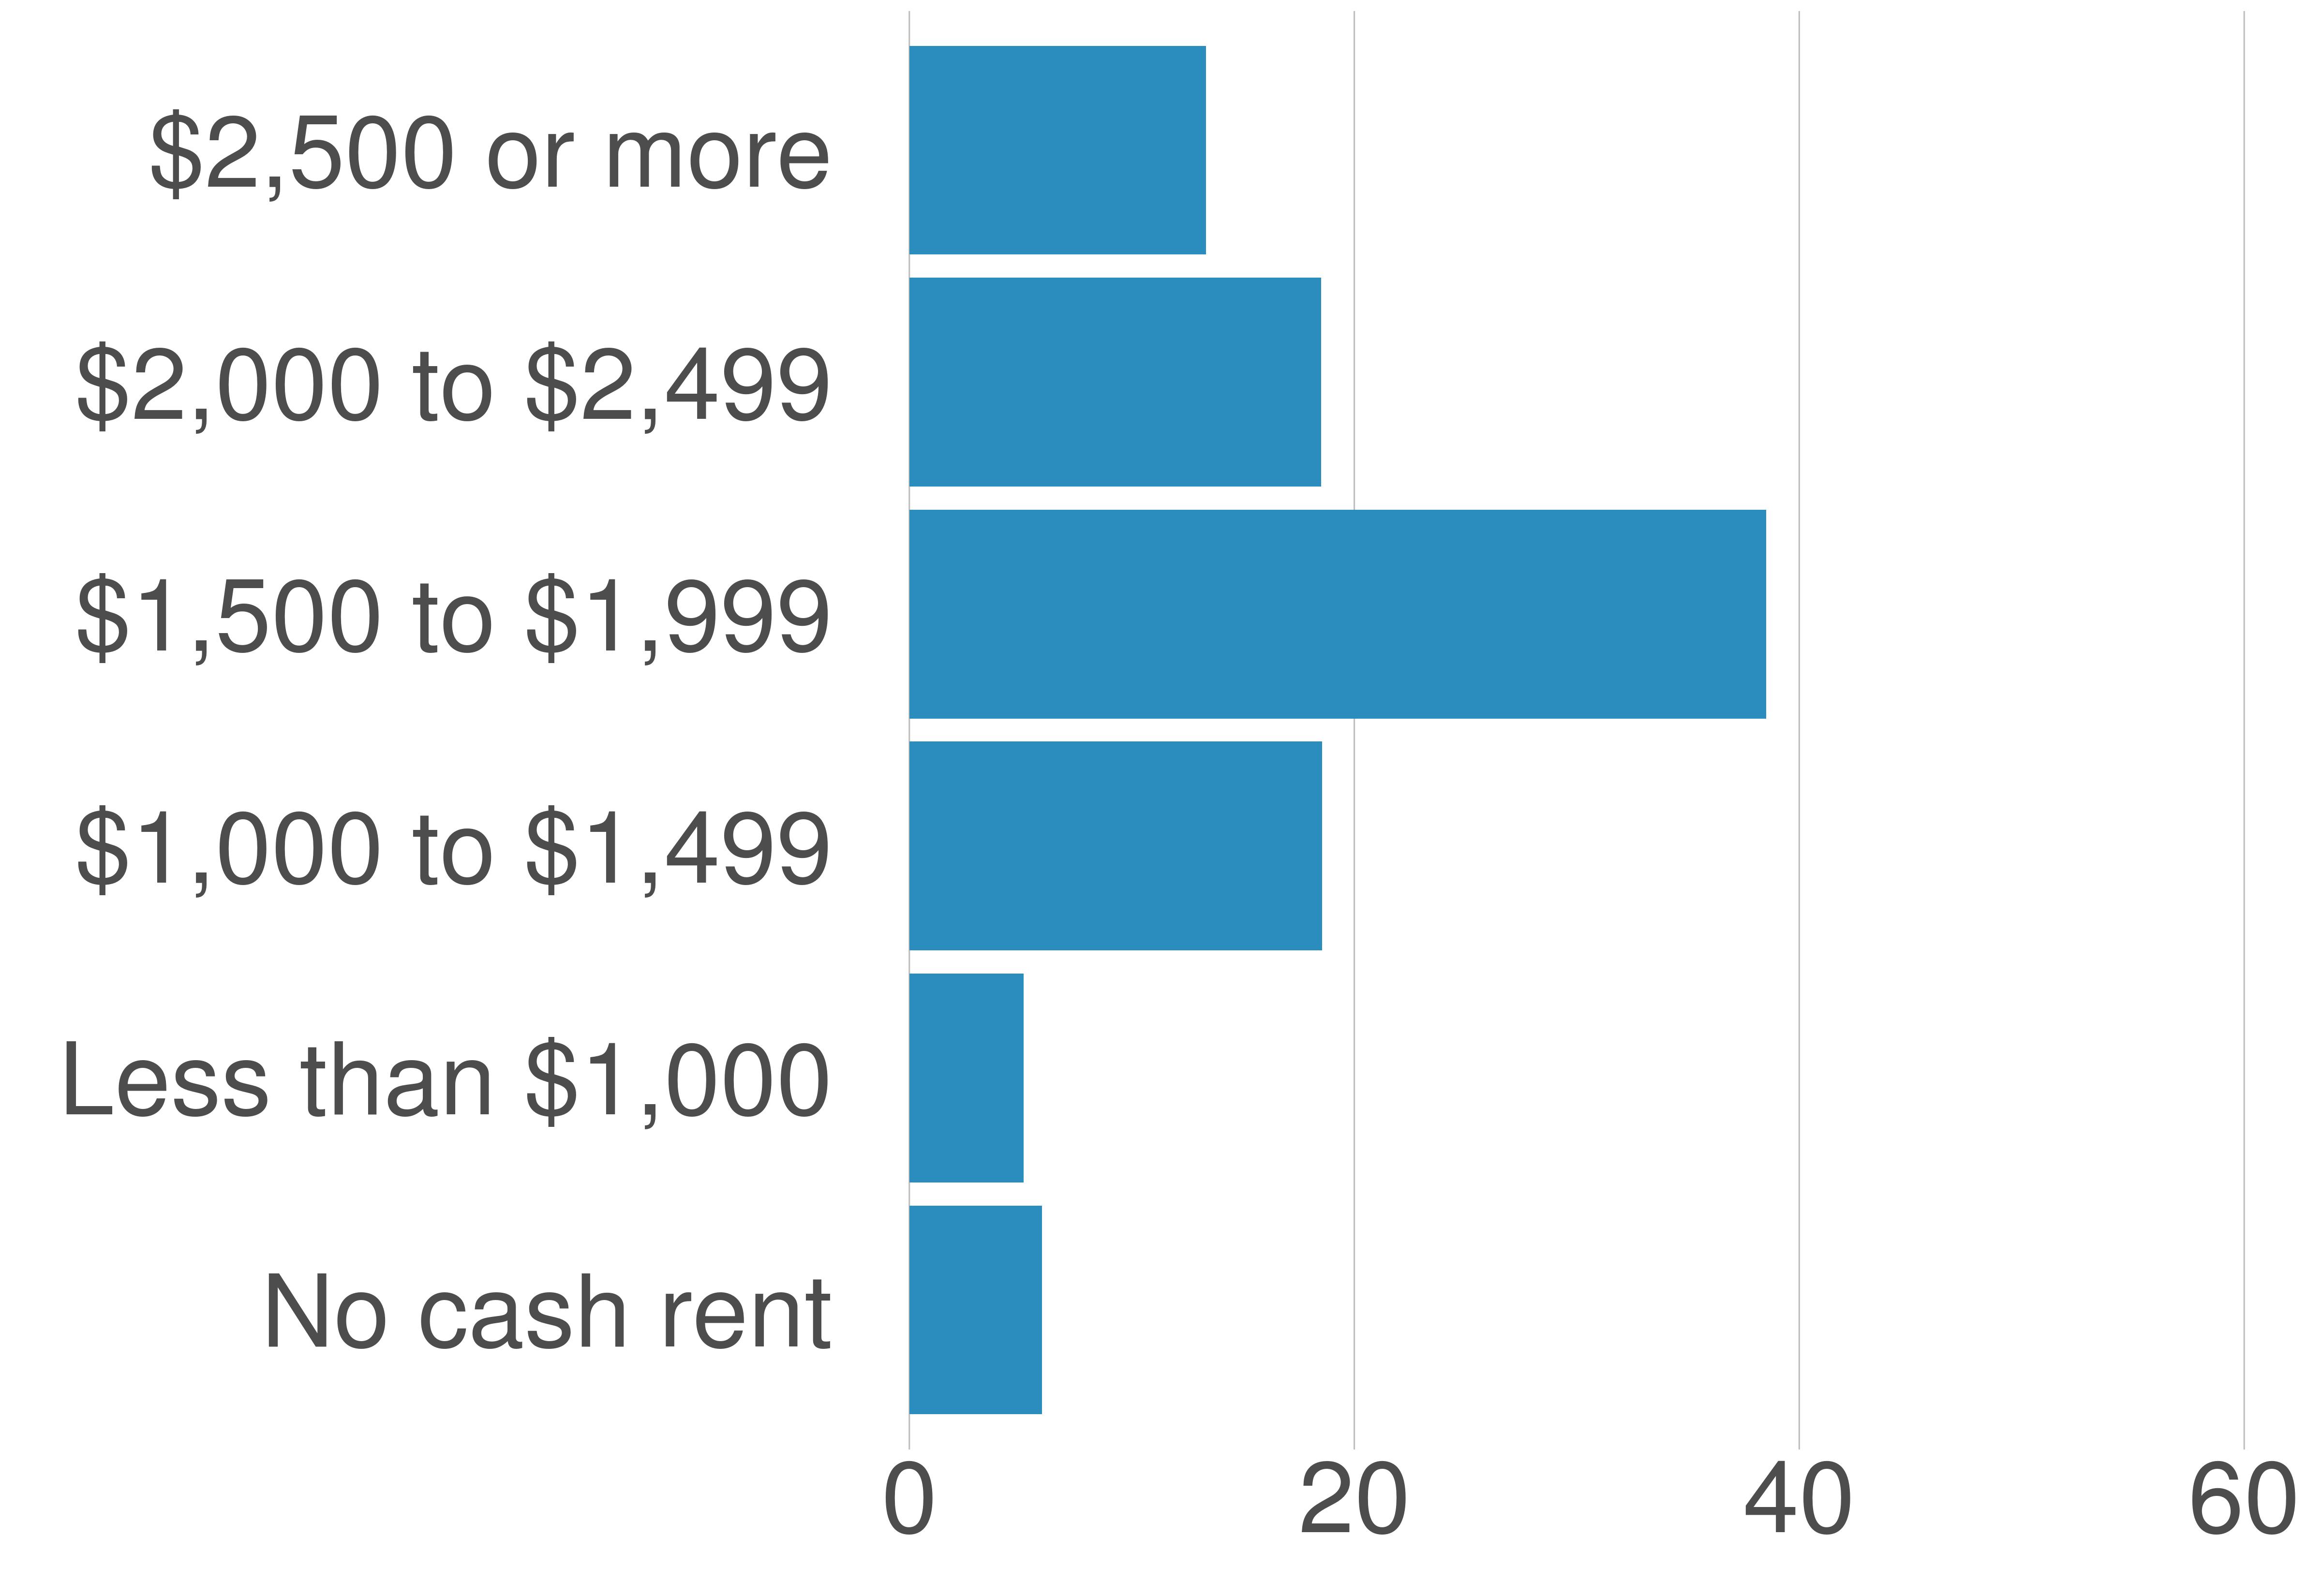 $2,500 or more
$2,000 to $2,499
$1,500 to $1,999
$1,000 to $1,499
Less than $1,000
No cash rent
0 20 40 60